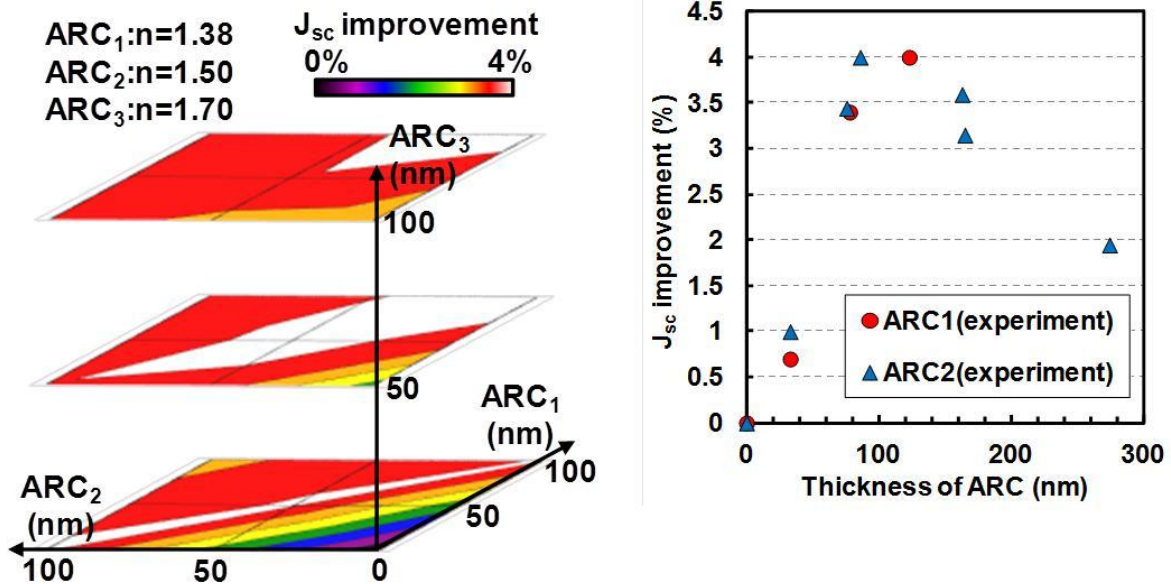 ARC₁:n=1.38
ARC₂:n=1.50
ARC₃:n=1.70
Jsc improvement
0% 4%
ARC₃
(nm)
100
50
ARC₁
(nm)
100
50
ARC₂
(nm)
100 50 0
Jsc improvement (%)
4.5
4
3.5
3
2.5
2
1.5
1
0.5
0
ARC1(experiment)
ARC2(experiment)
0 100 200 300
Thickness of ARC (nm)